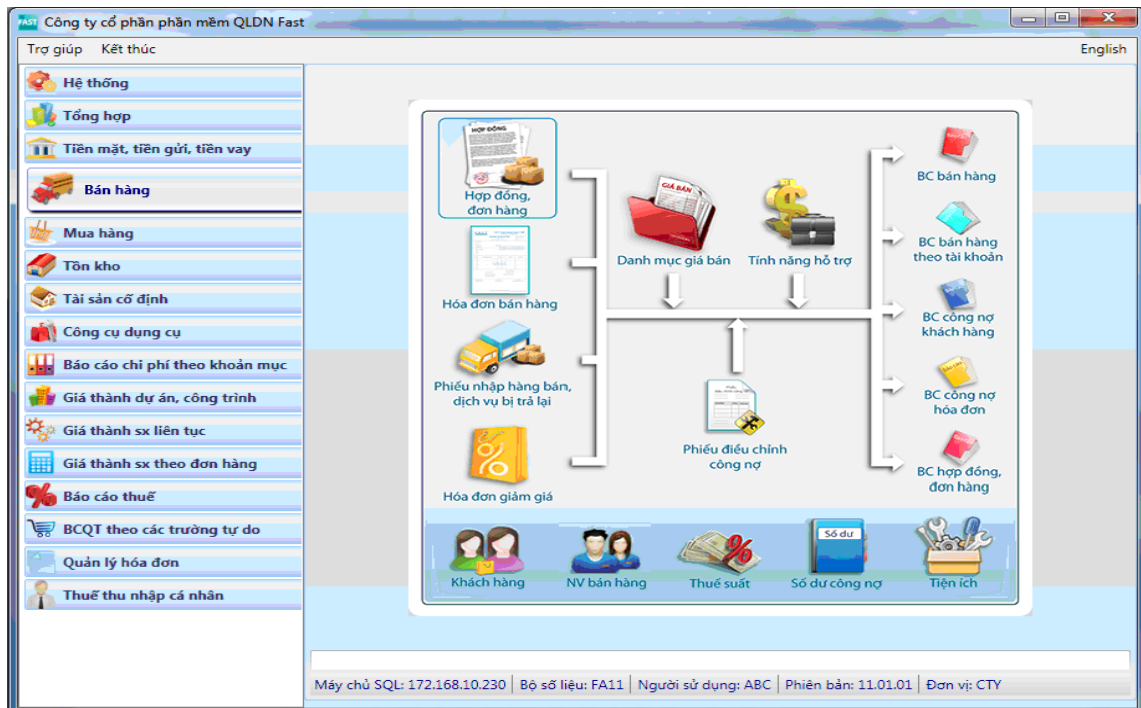 FAST Công ty cổ phần phần mềm QLDN Fast
Trợ giúp Kết thúc English
Hệ thống
Tổng hợp
Tiền mặt, tiền gửi, tiền vay
Bán hàng
Mua hàng
Tồn kho
Tài sản cố định
Công cụ dụng cụ
Báo cáo chi phí theo khoản mục
Giá thành dự án, công trình
Giá thành sx liên tục
Giá thành sx theo đơn hàng
Báo cáo thuế
BCQT theo các trường tự do
Quản lý hóa đơn
Thuế thu nhập cá nhân
HỢP ĐỒNG
Hợp đồng,
đơn hàng
Hóa đơn bán hàng
Phiếu nhập hàng bán,
dịch vụ bị trả lại
Hóa đơn giảm giá
GIÁ BÁN
Danh mục giá bán
Tính năng hỗ trợ
Phiếu điều chỉnh
công nợ
BC bán hàng
BC bán hàng
theo tài khoản
BC công nợ
khách hàng
BC công nợ
hóa đơn
BC hợp đồng,
đơn hàng
Khách hàng
NV bán hàng
Thuế suất
Số dư
Số dư công nợ
Tiện ích
Máy chủ SQL: 172.168.10.230 Bộ số liệu: FA11 Người sử dụng: ABC Phiên bản: 11.01.01 Đơn vị: CTY